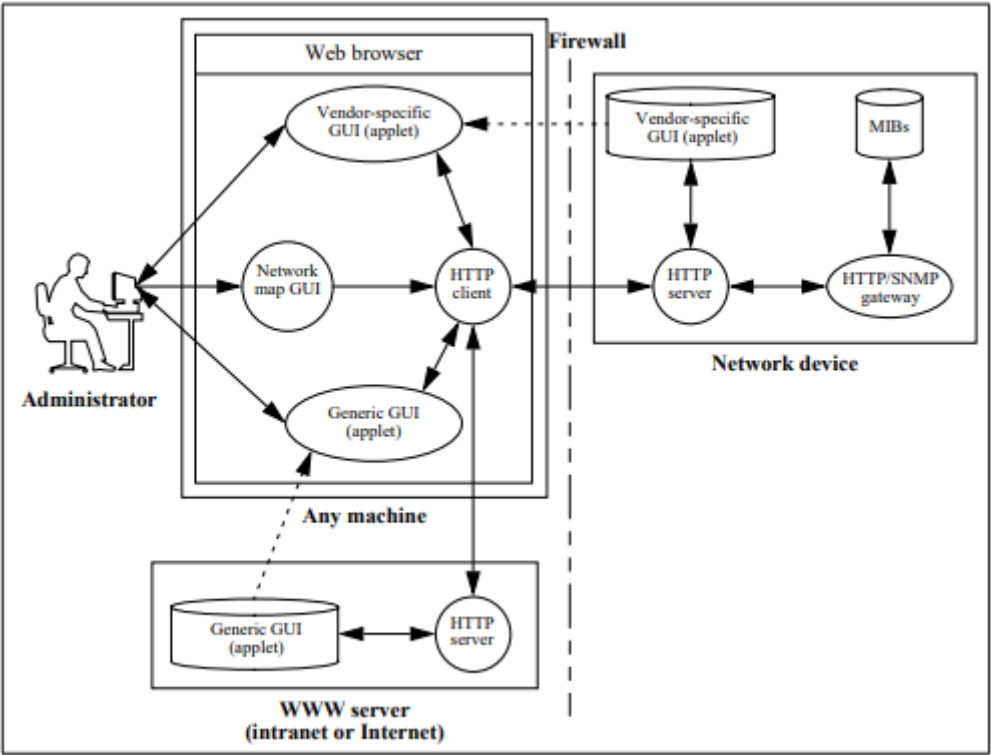 Firewall
Web browser
Vendor-specific
GUI (applet)
Vendor-specific
GUI (applet)
MIBs
Network
map GUI
HTTP
client
HTTP
server
HTTP/SNMP
gateway
Network device
Administrator
Generic GUI
(applet)
Any machine
Generic GUI
(applet)
HTTP
server
WWW server
(intranet or Internet)